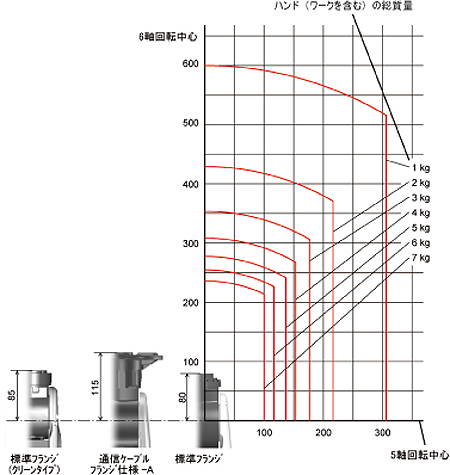 ハンド（ワークを含む）の総質量
6軸回転中心
600
500
400
300
200
100
1 kg
2 kg
3 kg
4 kg
5 kg
6 kg
7 kg
85
115
80
100
200
300
5軸回転中心
標準フランジ
（クリーンタイプ）
通信ケーブル
フランジ仕様 -A
標準フランジ